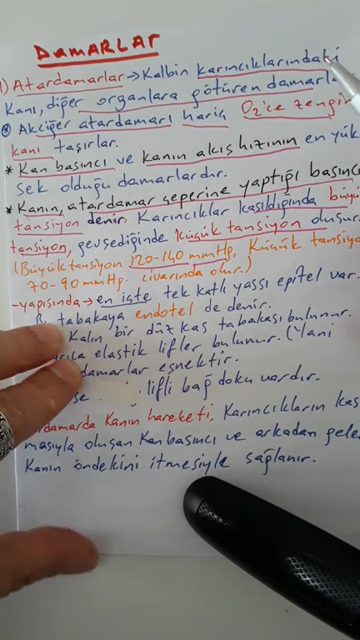 DAMARLAR
1) Atardamarlar → Kalbin karıncıklarındaki
Kanı, diğer organlara götüren damarla
* Akciğer atardamarı hariç O2'ce zengin
kanı taşırlar.
* Kan basıncı ve kanın akış hızının en yük
sek olduğu damarlardır.
* Kanın, atardamar çeperine yaptığı basınca
tansiyon denir. Karıncıklar kasıldığında büyü
tansiyon, gevşediğinde küçük tansiyon oluşur.
(Büyük tansiyon 120-140 mmHg, Küçük tansiyo
70-90 mmHg. civarında olur.)
-yapısında → en içte tek katlı yassı epitel var.
tabakaya endotel de denir.
Kalın, bir düz kas tabakası bulunur.
elastik lifler bulunur. (Yani
damarlar esnektir.
lifli bağ doku vardır.
damarda kanın hareketi, Karıncıkların kas
masıyla oluşan Kan basıncı ve arkadan gele
Kanın öndekini itmesiyle sağlanır.